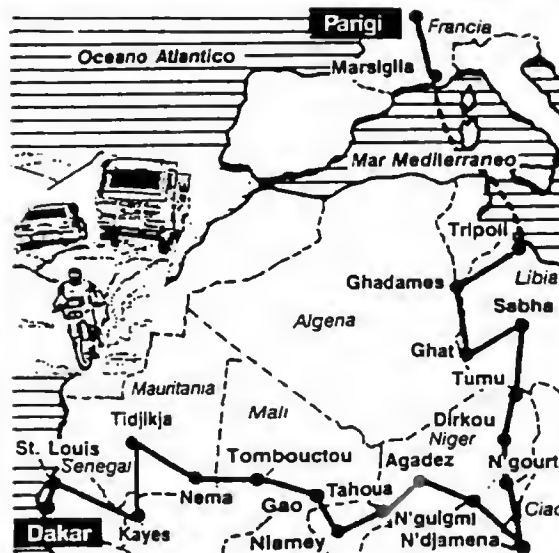 Parigi
Francia
Oceano Atlantico
Marsiglia
Mar Mediterraneo
Tripoli
Ghadames
Libia
Sabha
Algeria
Ghat
Tumu
Mauritania
Mali
Dirkou
Tidjikja
Niger
St. Louis
Tombouctou
Agadez
Senegal
N'gourti
Nema
Tahoua
Gao
Ciad
N'guigmi
Dakar
Kayes
Niamey
N'djamena